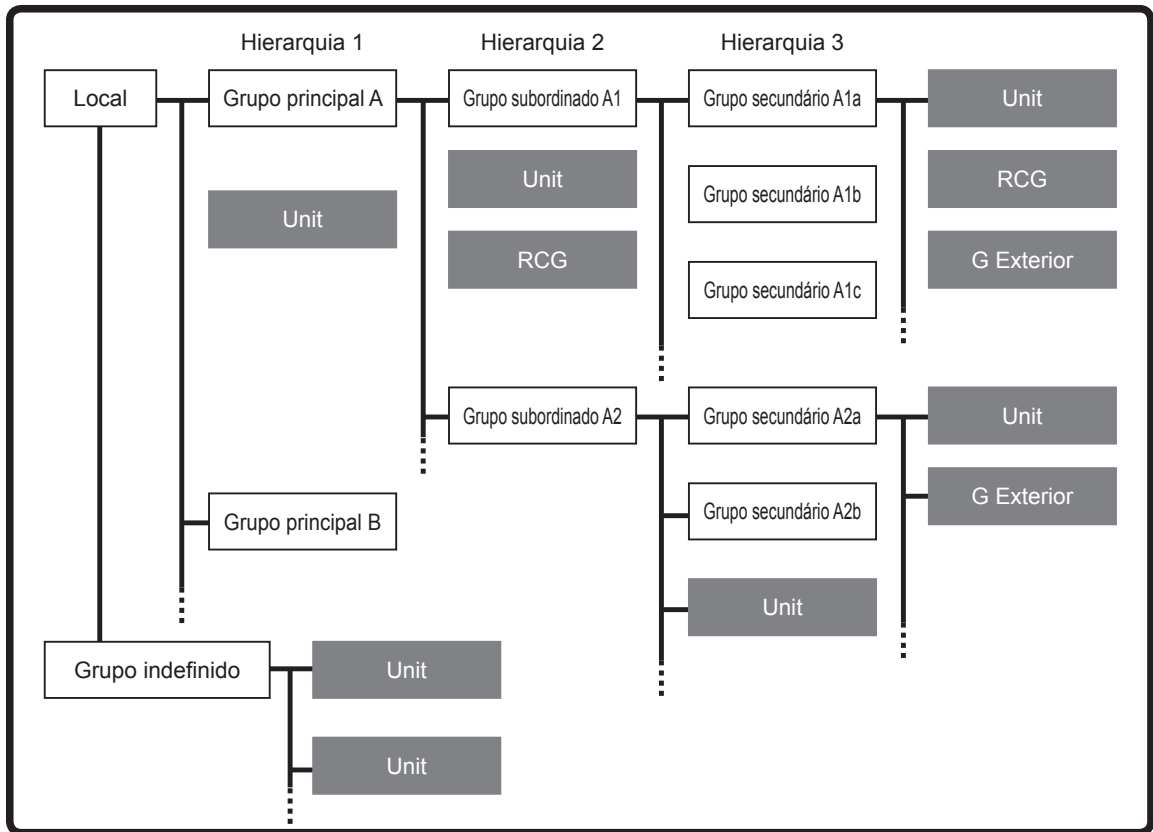 Hierarquia 1
Hierarquia 2
Hierarquia 3
Local
Grupo principal A
Grupo subordinado A1
Grupo secundário A1a
Unit
Unit
Unit
Grupo secundário A1b
RCG
RCG
Grupo secundário A1c
G Exterior
Grupo subordinado A2
Grupo secundário A2a
Unit
Grupo principal B
Grupo secundário A2b
G Exterior
Unit
Grupo indefinido
Unit
Unit